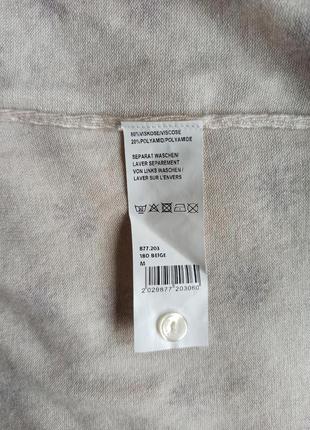 80%VISKOSE/VISCOSE
20%POLYAMID/POLYAMIDE
SEPARAT WASCHEN/
LAVER SEPAREMENT
VON LINKS WASCHEN /
LAVER SUR L'ENVERS
877.203
180 BEIGE
M
2 029877 203060